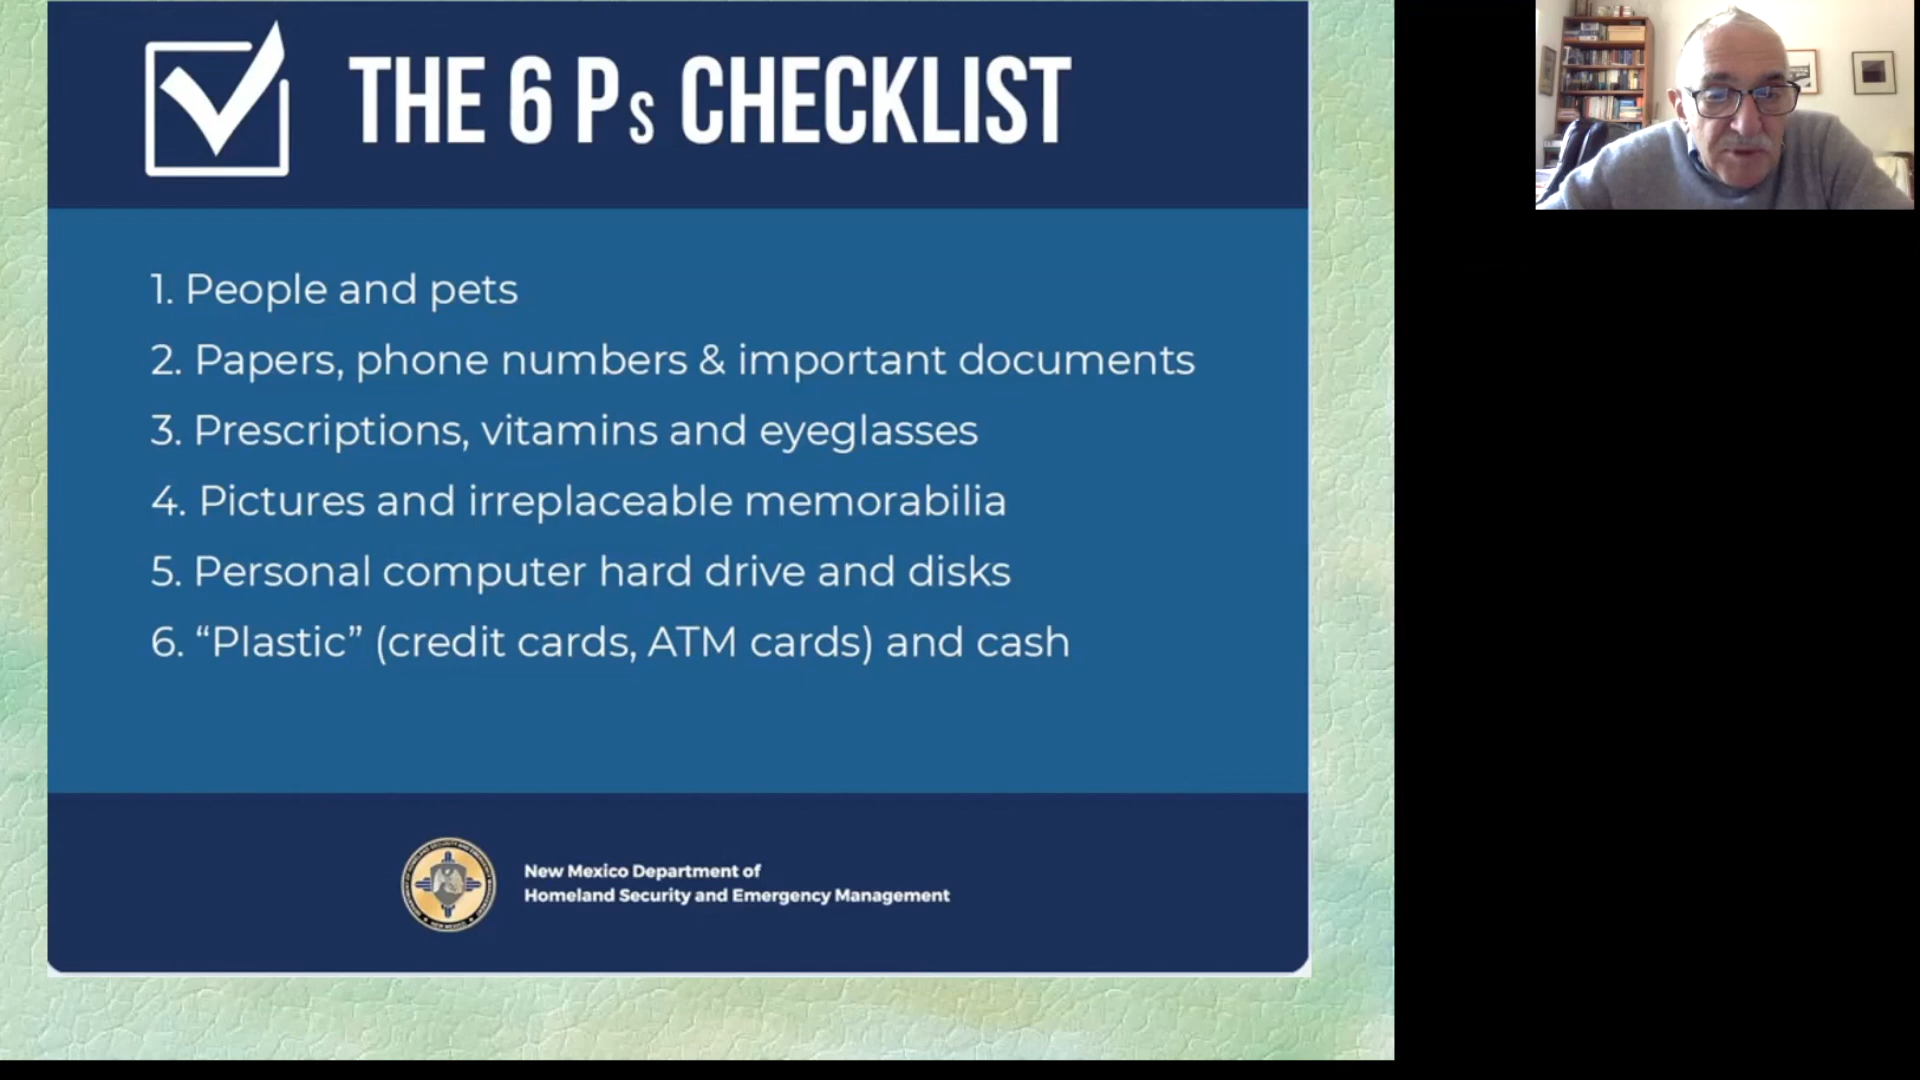 THE 6 Ps CHECKLIST
1. People and pets
2. Papers, phone numbers & important documents
3. Prescriptions, vitamins and eyeglasses
4. Pictures and irreplaceable memorabilia
5. Personal computer hard drive and disks
6. “Plastic” (credit cards, ATM cards) and cash
New Mexico Department of
Homeland Security and Emergency Management